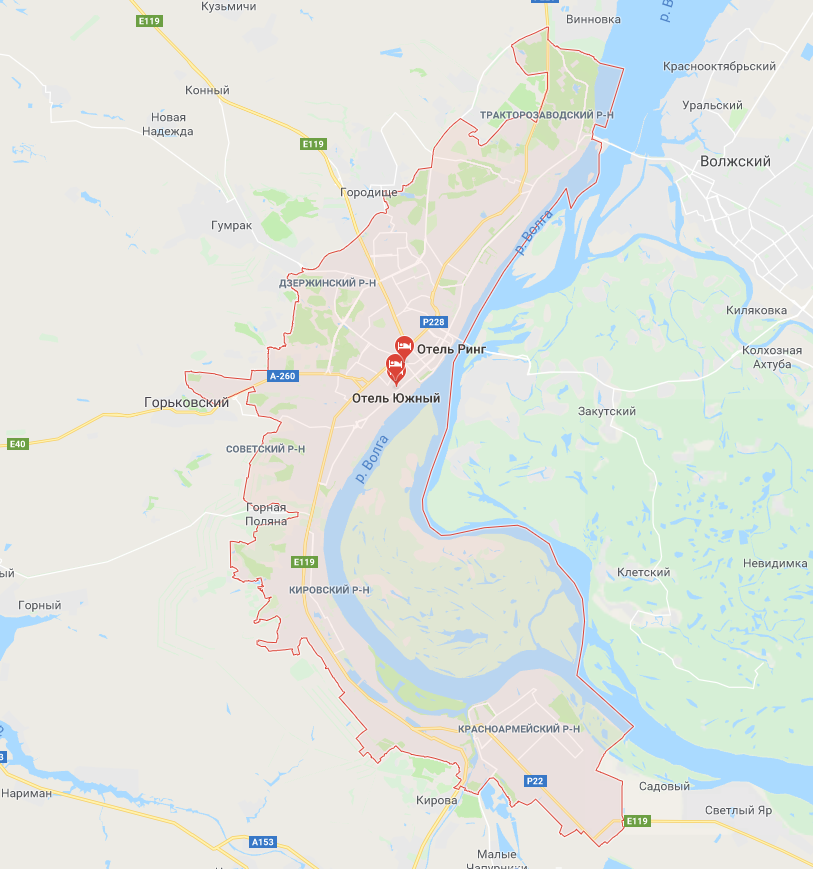 Кузьмичи
E119
Винновка
р. В
Краснооктябрьский
Конный
Уральский
Новая
Надежда
ТРАКТОРОЗАВОДСКИЙ Р-Н
E119
Волжский
Городище
Гумрак
р. Волга
ДЗЕРЖИНСКИЙ Р-Н
Киляковка
P228
Отель Ринг
Колхозная
Ахтуба
A-260
Горьковский
Отель Южный
Закутский
E40
р. Волга
СОВЕТСКИЙ Р-Н
Горная
Поляна
E119
Невидимка
ый
Клетский
КИРОВСКИЙ Р-Н
Горный
КРАСНОАРМЕЙСКИЙ Р-Н
3
P22
Садовый
Нариман
Кирова
Светлый Яр
E119
A153
Малые
Чапурники